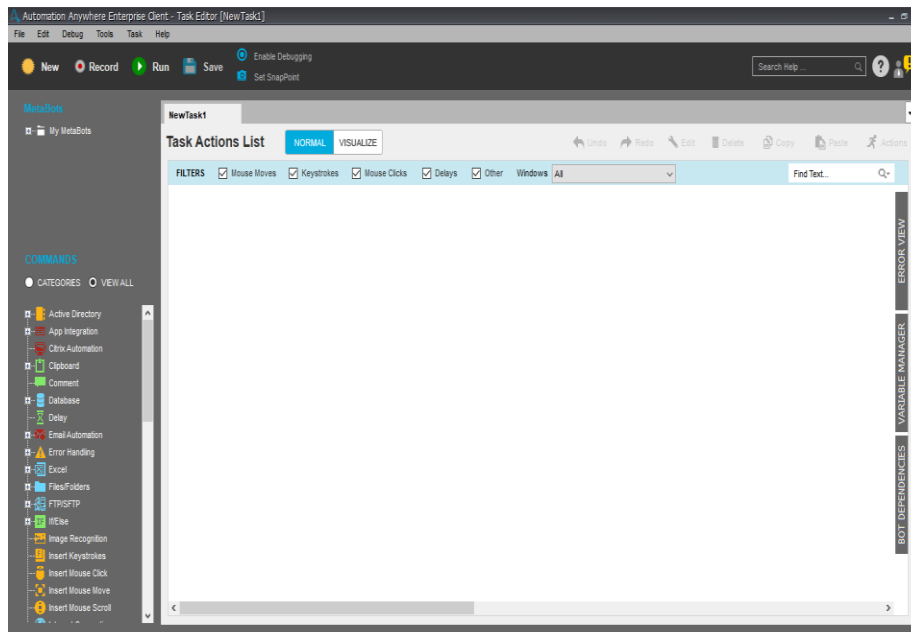 Automation Anywhere Enterprise Client - Task Editor [NewTask1]
File Edit Debug Tools Task Help
New Record Run Save
Enable Debugging
Set SnapPoint
Search Help ...
MetaBots
My MetaBots
NewTask1
Task Actions List NORMAL VISUALIZE Undo Redo Edit Delete Copy Paste Actions
FILTERS Mouse Moves Keystrokes Mouse Clicks Delays Other Windows All Find Text...
COMMANDS
CATEGORIES VIEW ALL
Active Directory
App Integration
Citrix Automation
Clipboard
Comment
Database
Delay
Email Automation
Error Handling
Excel
Files/Folders
FTP/SFTP
If/Else
Image Recognition
Insert Keystrokes
Insert Mouse Click
Insert Mouse Move
Insert Mouse Scroll
ERROR VIEW
VARIABLE MANAGER
BOT DEPENDENCIES